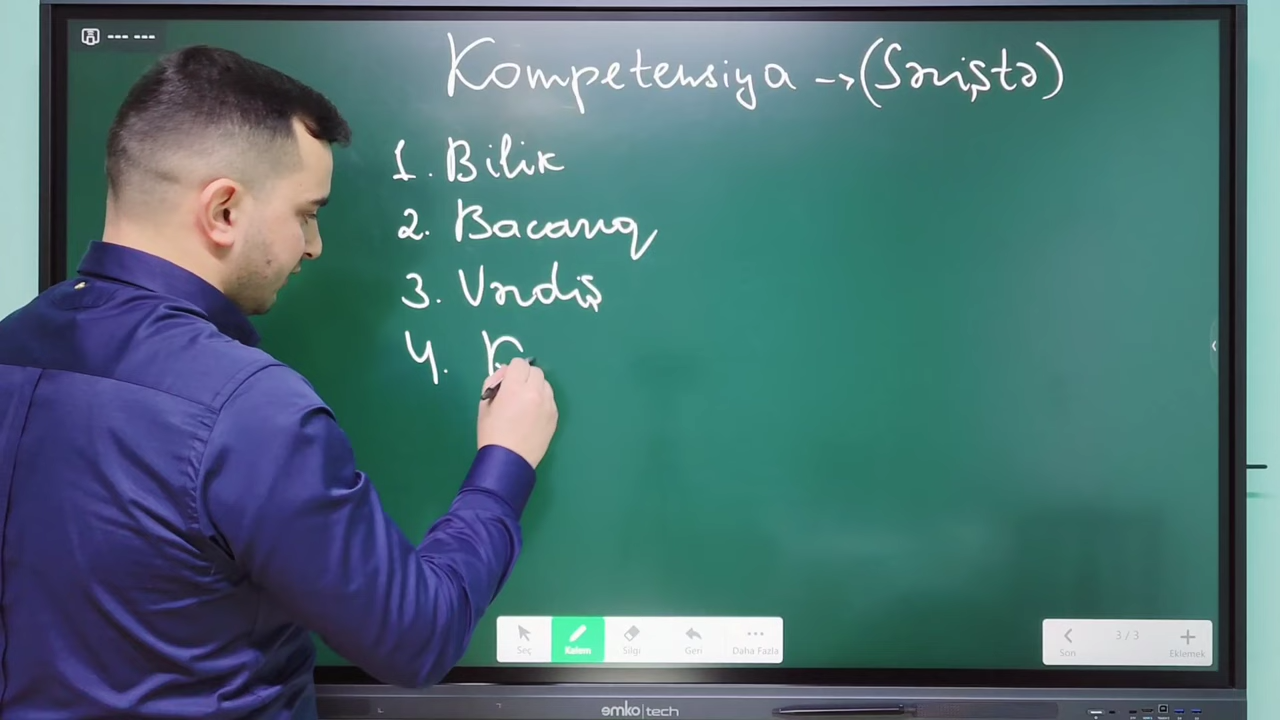 Kompetensiya → (Səriştə)
1. Bilik
2. Bacarıq
3. Vərdiş
4.
Seç
Kalem
Silgi
Geri
Daha Fazla
Son
3 / 3
Eklemek
emko|tech